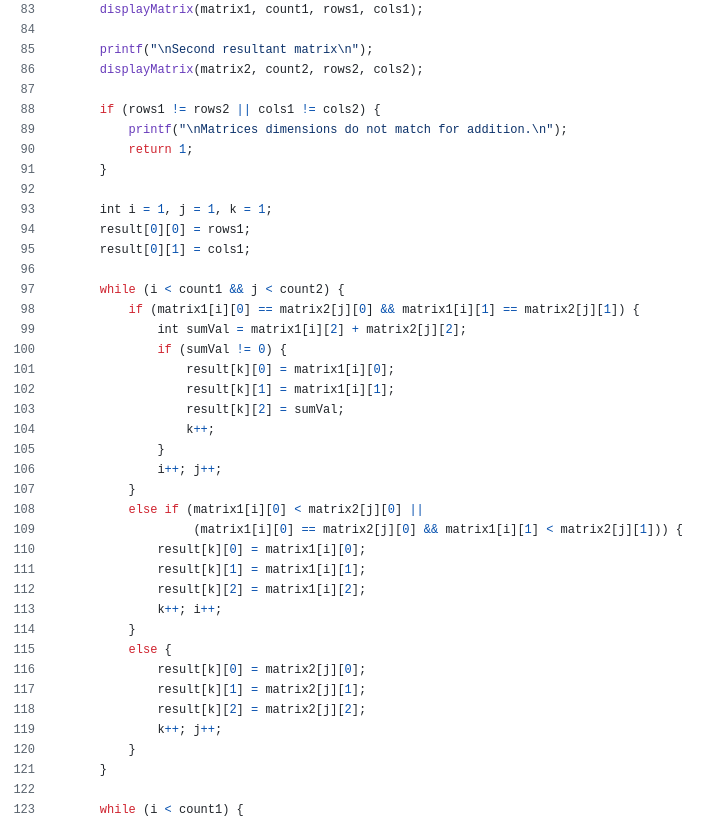 83        displayMatrix(matrix1, count1, rows1, cols1);
84
85        printf("\nSecond resultant matrix\n");
86        displayMatrix(matrix2, count2, rows2, cols2);
87
88        if (rows1 != rows2 || cols1 != cols2) {
89            printf("\nMatrices dimensions do not match for addition.\n");
90            return 1;
91        }
92
93        int i = 1, j = 1, k = 1;
94        result[0][0] = rows1;
95        result[0][1] = cols1;
96
97        while (i < count1 && j < count2) {
98            if (matrix1[i][0] == matrix2[j][0] && matrix1[i][1] == matrix2[j][1]) {
99                int sumVal = matrix1[i][2] + matrix2[j][2];
100                if (sumVal != 0) {
101                    result[k][0] = matrix1[i][0];
102                    result[k][1] = matrix1[i][1];
103                    result[k][2] = sumVal;
104                    k++;
105                }
106                i++; j++;
107            }
108            else if (matrix1[i][0] < matrix2[j][0] ||
109                     (matrix1[i][0] == matrix2[j][0] && matrix1[i][1] < matrix2[j][1])) {
110                result[k][0] = matrix1[i][0];
111                result[k][1] = matrix1[i][1];
112                result[k][2] = matrix1[i][2];
113                k++; i++;
114            }
115            else {
116                result[k][0] = matrix2[j][0];
117                result[k][1] = matrix2[j][1];
118                result[k][2] = matrix2[j][2];
119                k++; j++;
120            }
121        }
122
123        while (i < count1) {